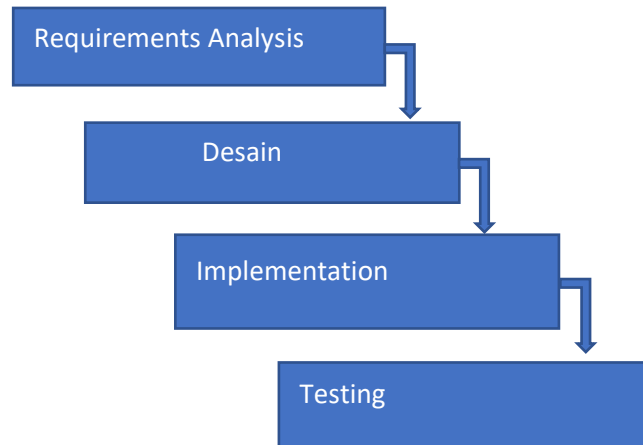 Requirements Analysis
Desain
Implementation
Testing